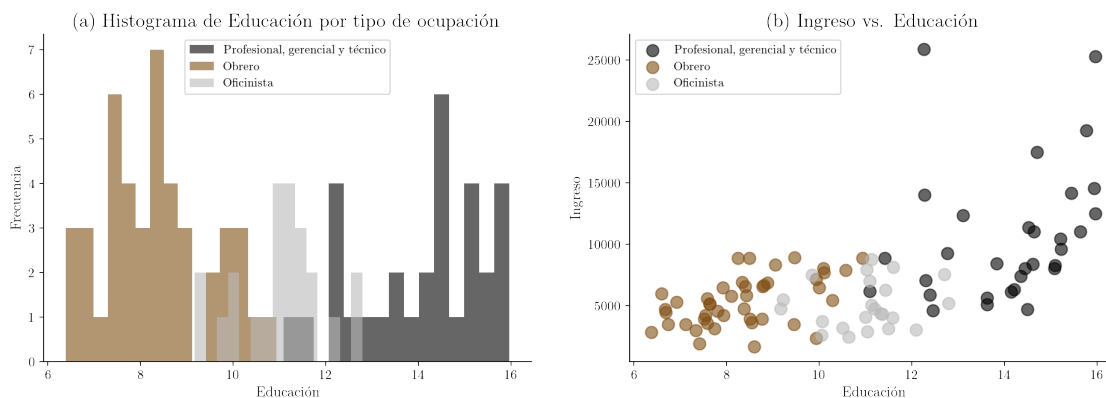 (a) Histograma de Educación por tipo de ocupación
7
6
5
4
3
2
1
0
Frecuencia
Profesional, gerencial y técnico
Obrero
Oficinista
6 8 10 12 14 16
Educación
(b) Ingreso vs. Educación
25000
20000
15000
10000
5000
Ingreso
Profesional, gerencial y técnico
Obrero
Oficinista
6 8 10 12 14 16
Educación